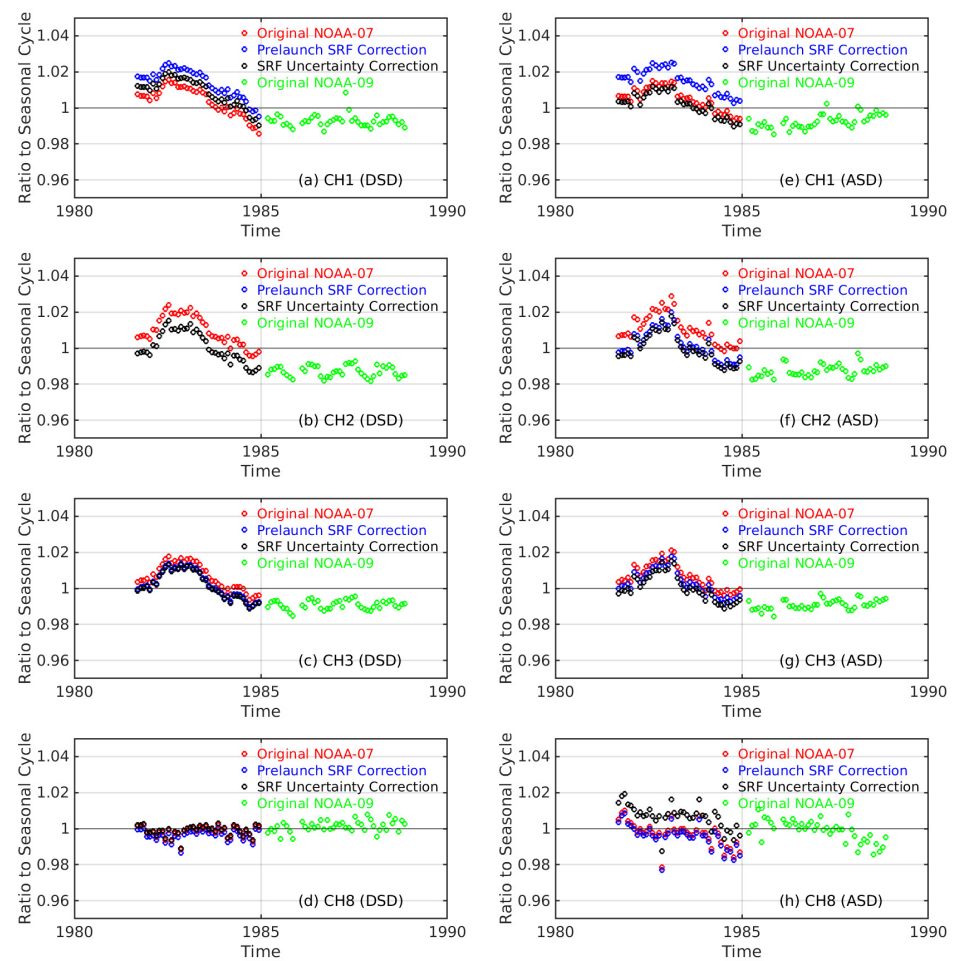 Ratio to Seasonal Cycle
1.04
1.02
1
0.98
0.96
Original NOAA-07
Prelaunch SRF Correction
SRF Uncertainty Correction
Original NOAA-09
(a) CH1 (DSD)
1980
1985
1990
Time
Ratio to Seasonal Cycle
1.04
1.02
1
0.98
0.96
Original NOAA-07
Prelaunch SRF Correction
SRF Uncertainty Correction
Original NOAA-09
(e) CH1 (ASD)
1980
1985
1990
Time
Ratio to Seasonal Cycle
1.04
1.02
1
0.98
0.96
Original NOAA-07
Prelaunch SRF Correction
SRF Uncertainty Correction
Original NOAA-09
(b) CH2 (DSD)
1980
1985
1990
Time
Ratio to Seasonal Cycle
1.04
1.02
1
0.98
0.96
Original NOAA-07
Prelaunch SRF Correction
SRF Uncertainty Correction
Original NOAA-09
(f) CH2 (ASD)
1980
1985
1990
Time
Ratio to Seasonal Cycle
1.04
1.02
1
0.98
0.96
Original NOAA-07
Prelaunch SRF Correction
SRF Uncertainty Correction
Original NOAA-09
(c) CH3 (DSD)
1980
1985
1990
Time
Ratio to Seasonal Cycle
1.04
1.02
1
0.98
0.96
Original NOAA-07
Prelaunch SRF Correction
SRF Uncertainty Correction
Original NOAA-09
(g) CH3 (ASD)
1980
1985
1990
Time
Ratio to Seasonal Cycle
1.04
1.02
1
0.98
0.96
Original NOAA-07
Prelaunch SRF Correction
SRF Uncertainty Correction
Original NOAA-09
(d) CH8 (DSD)
1980
1985
1990
Time
Ratio to Seasonal Cycle
1.04
1.02
1
0.98
0.96
Original NOAA-07
Prelaunch SRF Correction
SRF Uncertainty Correction
Original NOAA-09
(h) CH8 (ASD)
1980
1985
1990
Time